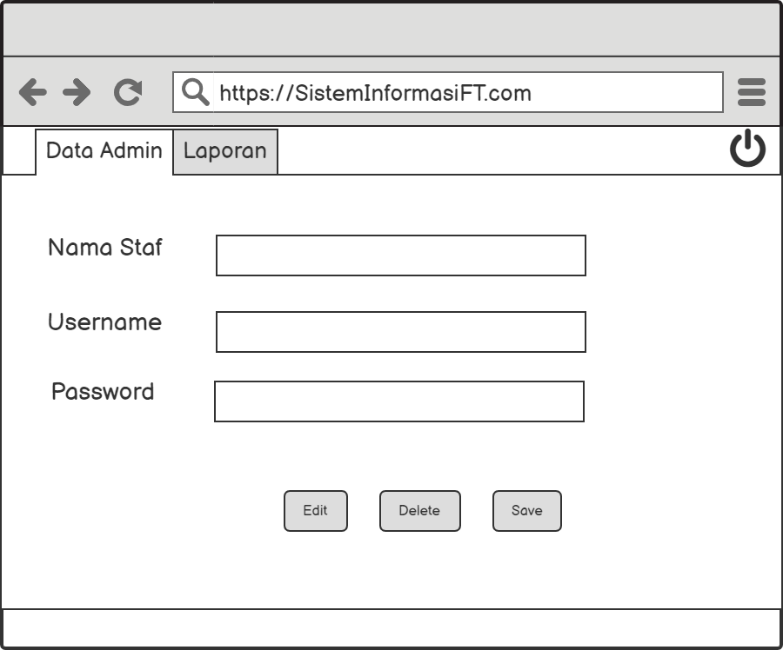 https://SistemInformasiFT.com
Data Admin Laporan
Nama Staf
Username
Password
Edit Delete Save